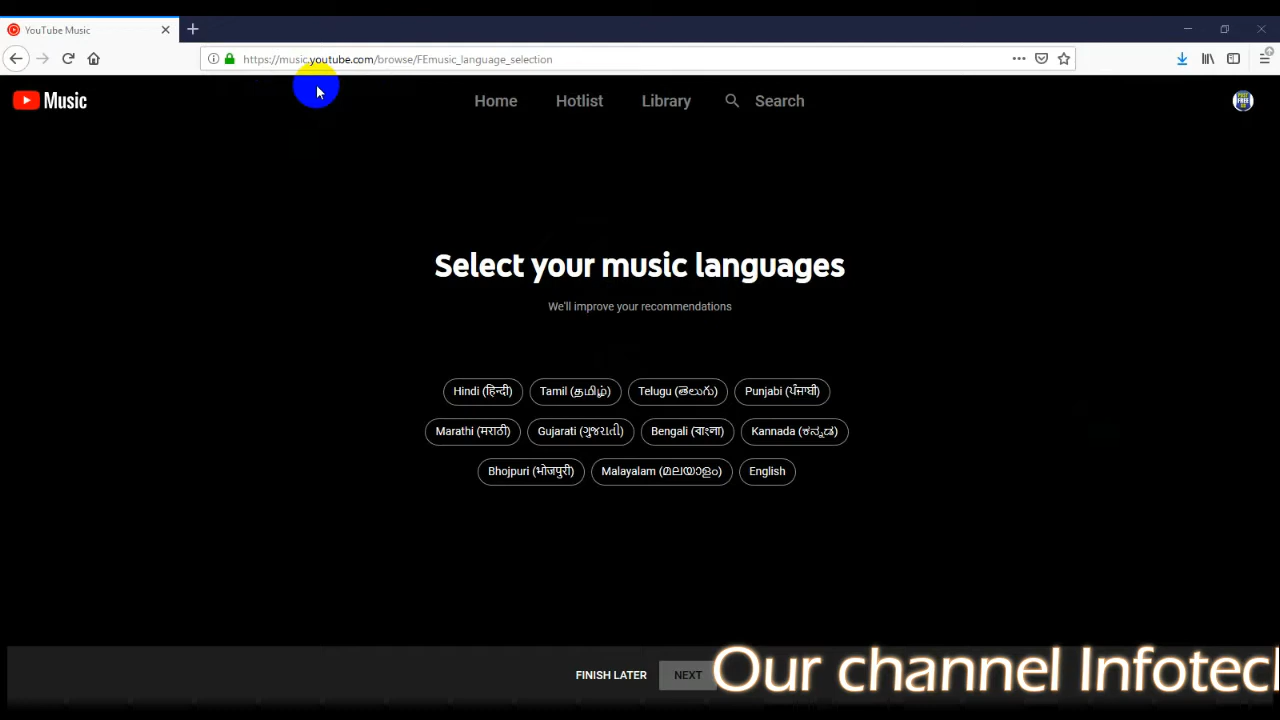 YouTube Music
https://music.youtube.com/browse/FEmusic_language_selection
Music Home Hotlist Library Search
Select your music languages
We'll improve your recommendations
Hindi (हिन्दी) Tamil (தமிழ்) Telugu (తెలుగు) Punjabi (ਪੰਜਾਬੀ)
Marathi (मराठी) Gujarati (ગુજરાતી) Bengali (বাংলা) Kannada (ಕನ್ನಡ)
Bhojpuri (भोजपुरी) Malayalam (മലയാളം) English
FINISH LATER NEXT
Our channel Infotech